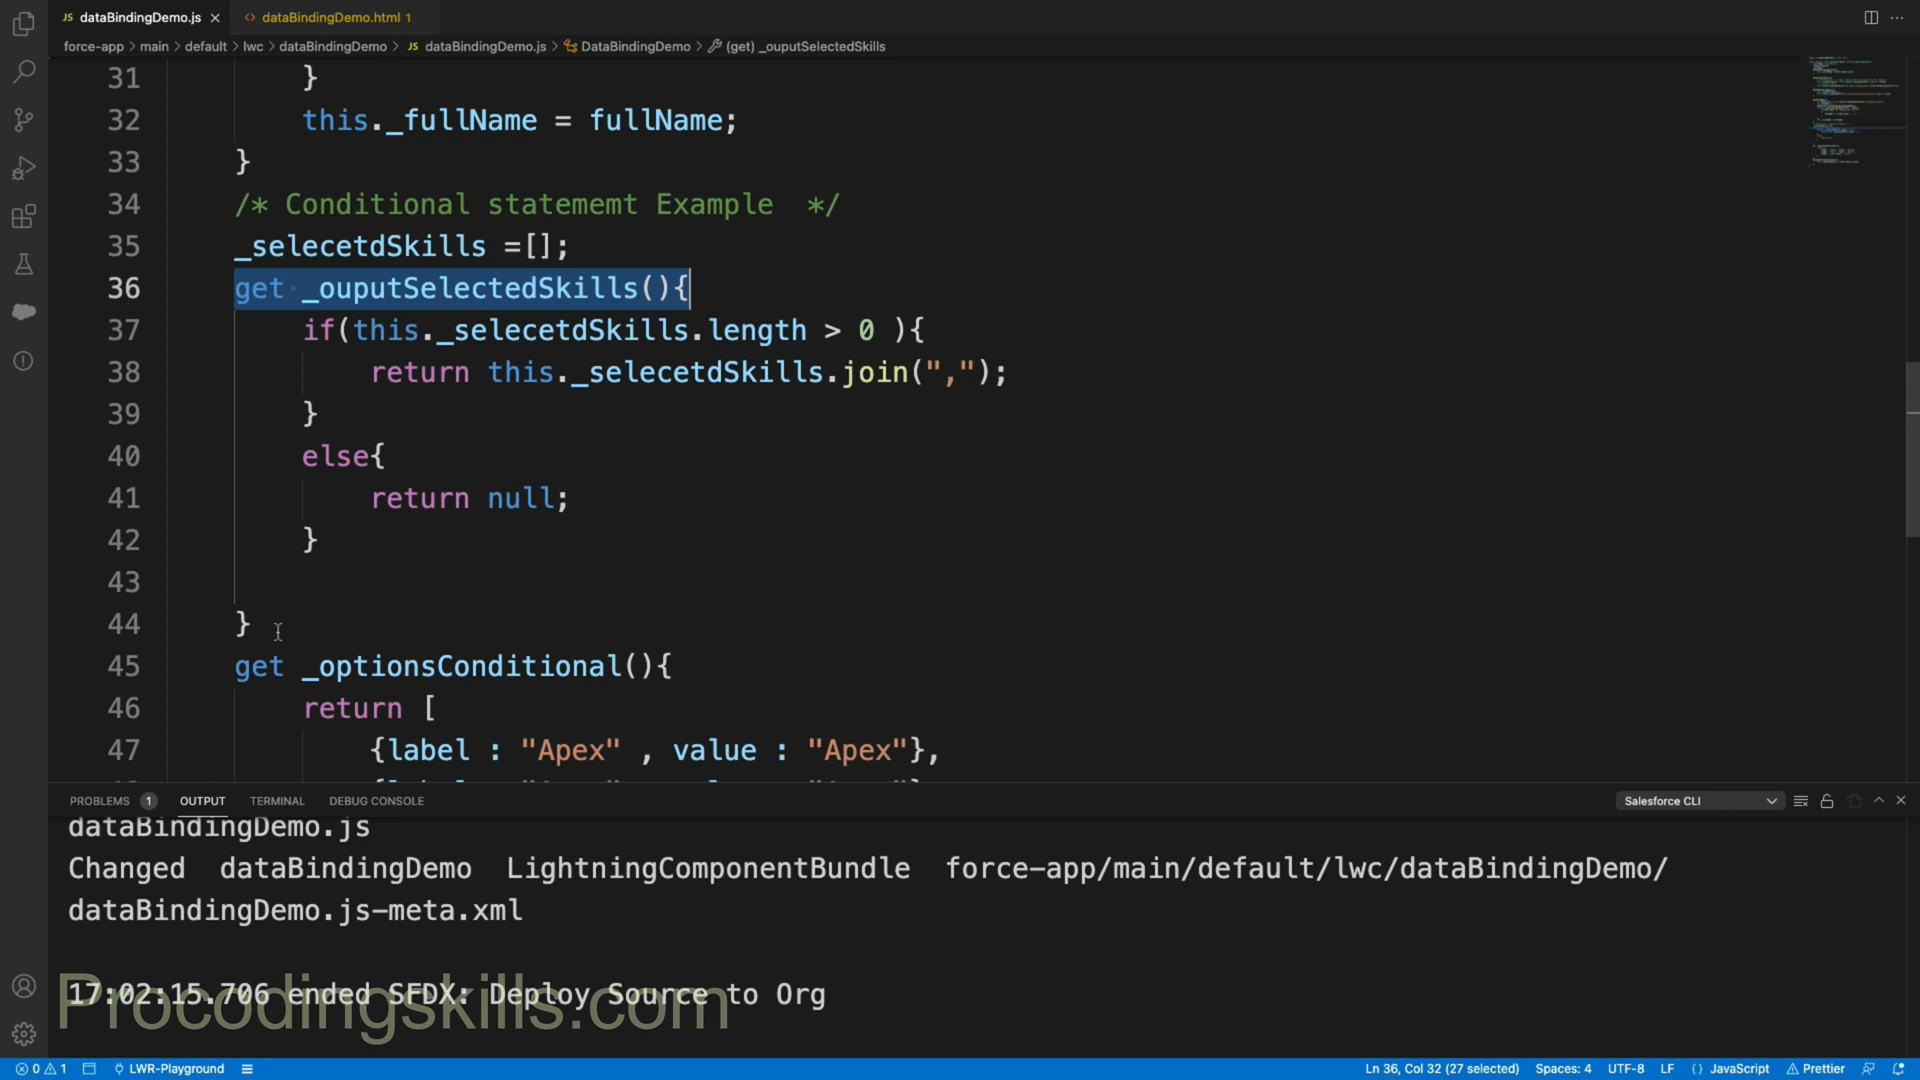 JS dataBindingDemo.js ×
<> dataBindingDemo.html 1
force-app > main > default > lwc > dataBindingDemo > JS dataBindingDemo.js > DataBindingDemo > (get) _ouputSelectedSkills
31 }
32 this._fullName = fullName;
33 }
34 /* Conditional statememt Example */
35 _selecetdSkills =[];
36 get _ouputSelectedSkills(){
37 if(this._selecetdSkills.length > 0 ){
38 return this._selecetdSkills.join(",");
39 }
40 else{
41 return null;
42 }
43
44 }
45 get _optionsConditional(){
46 return [
47 {label : "Apex" , value : "Apex"},
PROBLEMS 1 OUTPUT TERMINAL DEBUG CONSOLE Salesforce CLI
dataBindingDemo.js
Changed dataBindingDemo LightningComponentBundle force-app/main/default/lwc/dataBindingDemo/
dataBindingDemo.js-meta.xml
17:02:15.706 ended SFDX: Deploy Source to Org
Procodingskills.com
0 1 LWR-Playground Ln 36, Col 32 (27 selected) Spaces: 4 UTF-8 LF {} JavaScript Prettier